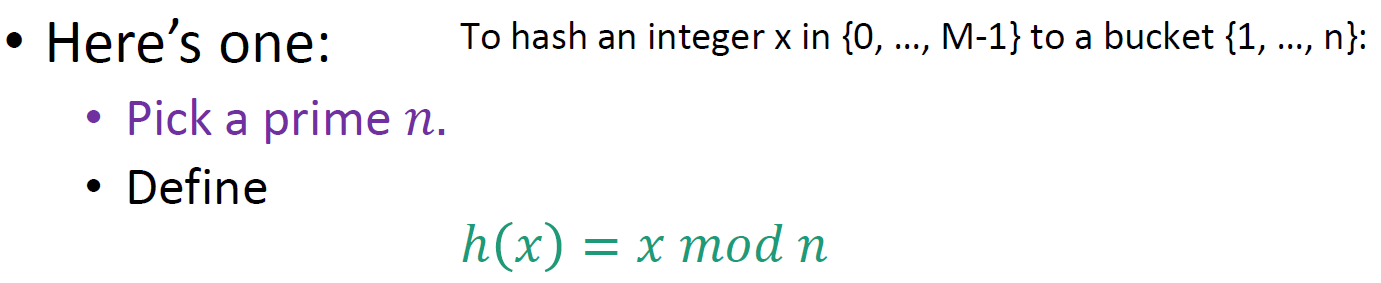 • Here’s one: To hash an integer x in {0, …, M-1} to a bucket {1, …, n}:
• Pick a prime n.
• Define
h(x) = x mod n